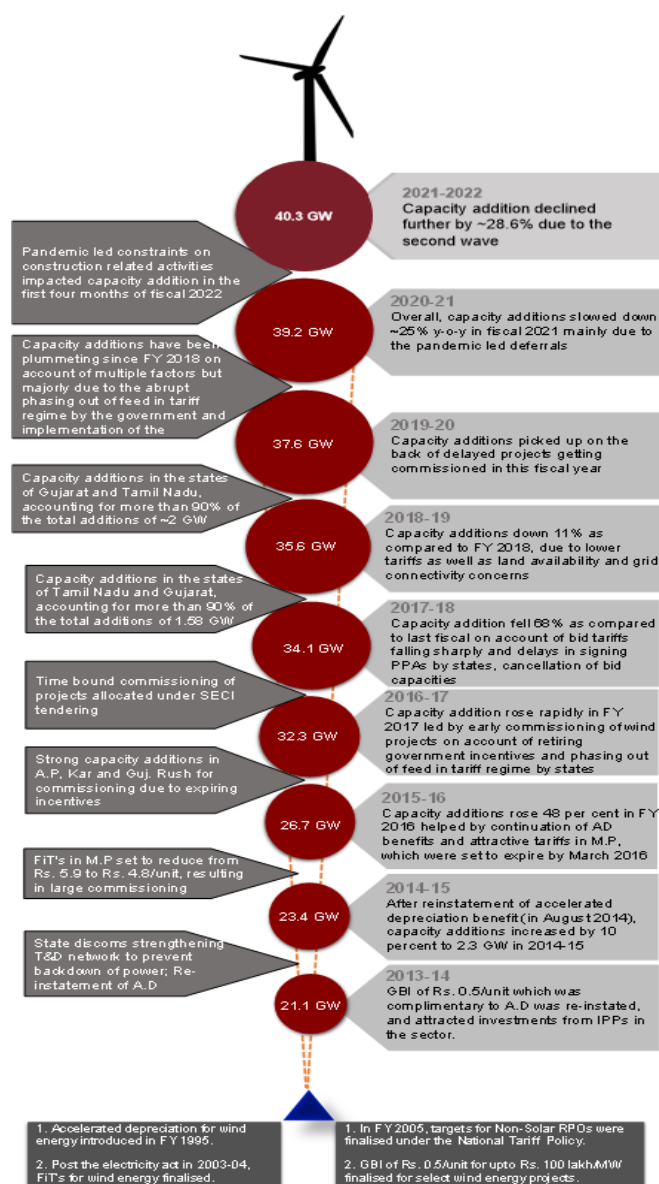 40.3 GW
2021-2022
Capacity addition declined
further by ~28.6% due to the
second wave
Pandemic led constraints on
construction related activities
impacted capacity addition in the
first four months of fiscal 2022
39.2 GW
2020-21
Overall, capacity additions slowed down
~25% y-o-y in fiscal 2021 mainly due to
the pandemic led deferrals
Capacity additions have been
plummeting since FY 2018 on
account of multiple factors but
majorly due to the abrupt
phasing out of feed in tariff
regime by the government and
implementation of the
37.6 GW
2019-20
Capacity additions picked up on the
back of delayed projects getting
commissioned in this fiscal year
Capacity additions in the states
of Gujarat and Tamil Nadu,
accounting for more than 90% of
the total additions of ~2 GW
35.6 GW
2018-19
Capacity additions down 11% as
compared to FY 2018, due to lower
tariffs as well as land availability and grid
connectivity concerns
Capacity additions in the states
of Tamil Nadu and Gujarat,
accounting for more than 90% of
the total additions of 1.58 GW
34.1 GW
2017-18
Capacity addition fell 68% as compared
to last fiscal on account of bid tariffs
falling sharply and delays in signing
PPAs by states, cancellation of bid
capacities
Time bound commissioning of
projects allocated under SECI
tendering
32.3 GW
2016-17
Capacity addition rose rapidly in FY
2017 led by early commissioning of wind
projects on account of retiring
government incentives and phasing out
of feed in tariff regime by states
Strong capacity additions in
A.P, Kar and Guj. Rush for
commissioning due to expiring
incentives
26.7 GW
2015-16
Capacity additions rose 48 per cent in FY
2016 helped by continuation of AD
benefits and attractive tariffs in M.P,
which were set to expire by March 2016
FiT's in M.P set to reduce from
Rs. 5.9 to Rs. 4.8/unit, resulting
in large commissioning
23.4 GW
2014-15
After reinstatement of accelerated
depreciation benefit (in August 2014),
capacity additions increased by 10
percent to 2.3 GW in 2014-15
State discoms strengthening
T&D network to prevent
backdown of power; Re-
instatement of A.D
21.1 GW
2013-14
GBI of Rs. 0.5/unit which was
complimentary to A.D was re-instated,
and attracted investments from IPPs in
the sector.
1. Accelerated depreciation for wind
energy introduced in FY 1995.
2. Post the electricity act in 2003-04,
FiT's for wind energy finalised.
1. In FY 2005, targets for Non-Solar RPOs were
finalised under the National Tariff Policy.
2. GBI of Rs. 0.5/unit for upto Rs. 100 lakh/MW
finalised for select wind energy projects.